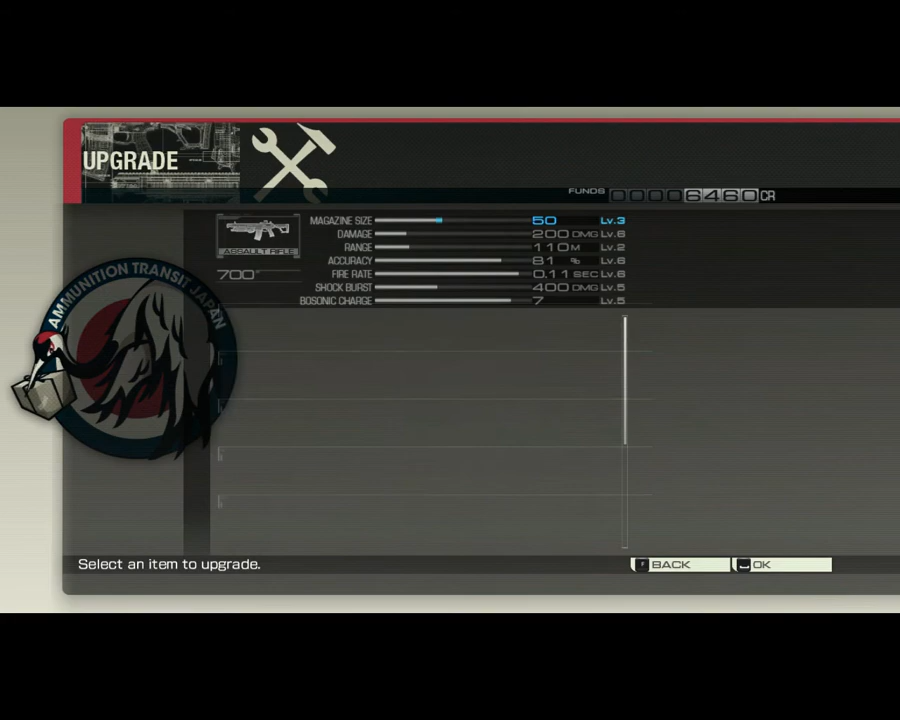 UPGRADE
FUNDS 00006460 CR
MAGAZINE SIZE 50 Lv.3
DAMAGE 200 DMG Lv.6
RANGE 110 M Lv.2
ASSAULT RIFLE
ACCURACY 81 % Lv.6
700
FIRE RATE 0.11 SEC Lv.6
SHOCK BURST 400 DMG Lv.5
BOSONIC CHARGE 7 Lv.5
AMMUNITION TRANSIT JAPAN
Select an item to upgrade.
F BACK
OK